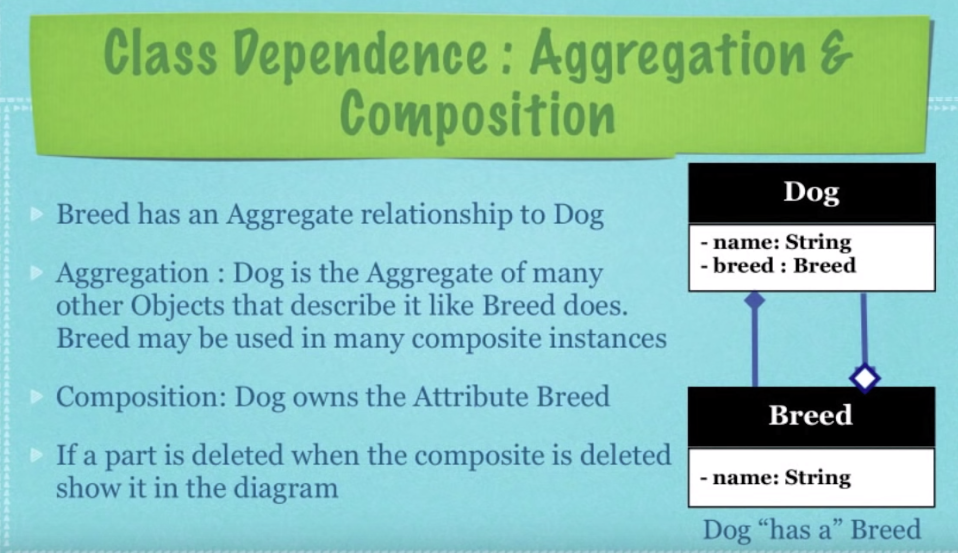 Class Dependence : Aggregation &
Composition
Breed has an Aggregate relationship to Dog
Aggregation : Dog is the Aggregate of many
other Objects that describe it like Breed does.
Breed may be used in many composite instances
Composition: Dog owns the Attribute Breed
If a part is deleted when the composite is deleted
show it in the diagram
Dog
- name: String
- breed : Breed
Breed
- name: String
Dog “has a” Breed